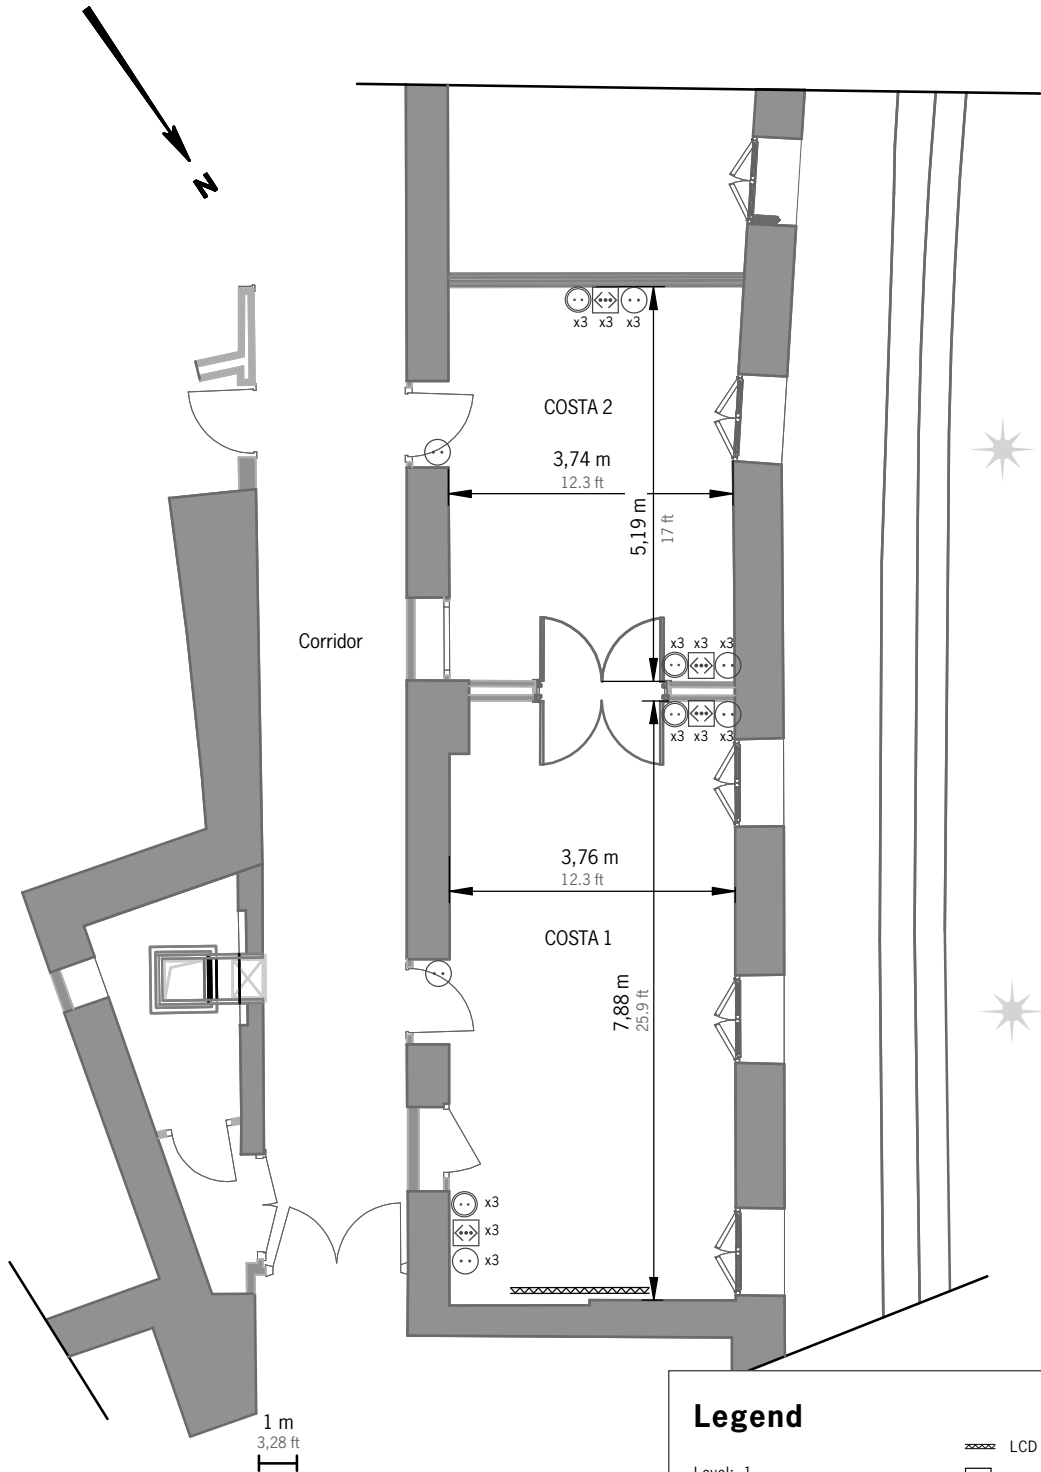 N
x3 x3 x3
COSTA 2
3,74 m
12.3 ft
5,19 m
17 ft
Corridor
x3 x3 x3
x3 x3 x3
3,76 m
12.3 ft
COSTA 1
7,88 m
25.9 ft
x3
x3
x3
1 m
3,28 ft
Legend
LCD
Level: 1